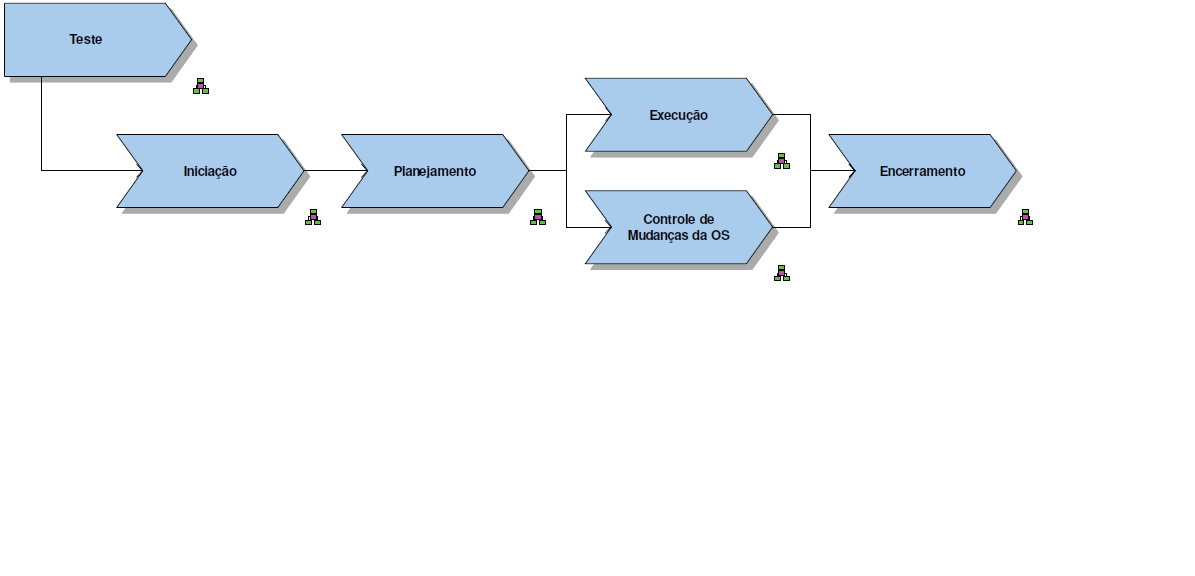 Teste
Iniciação
Planejamento
Execução
Controle de
Mudanças da OS
Encerramento